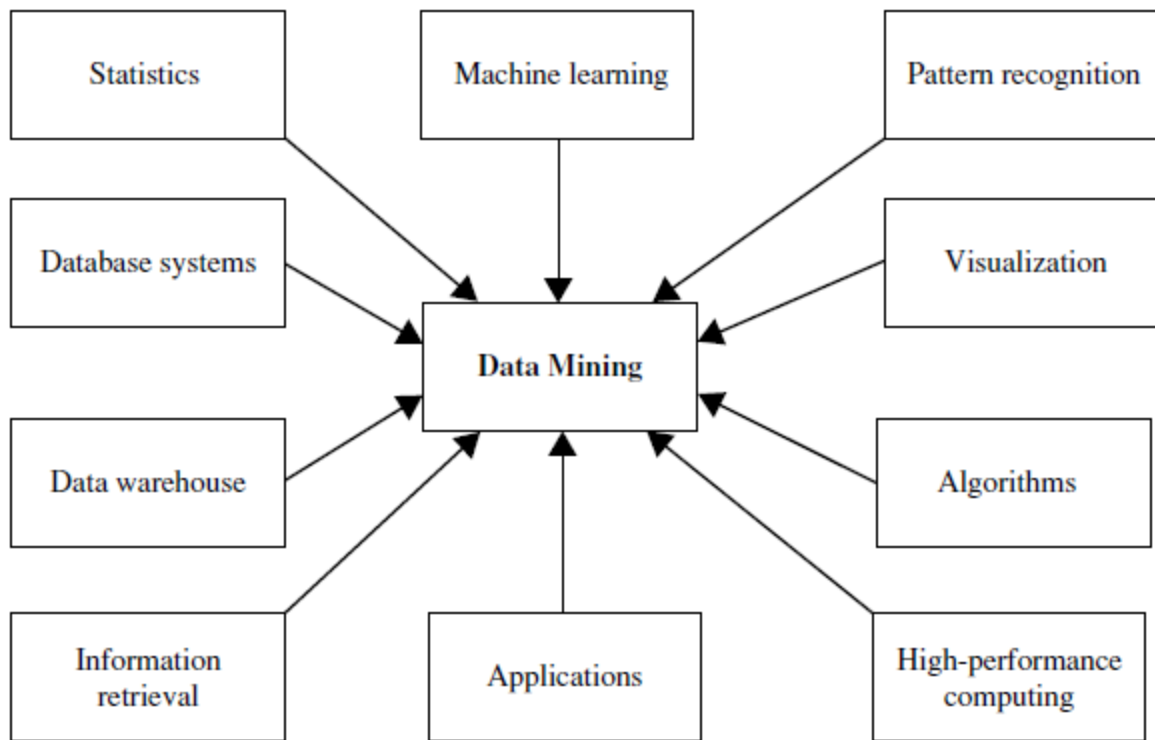 Statistics
Machine learning
Pattern recognition
Database systems
Visualization
Data Mining
Data warehouse
Algorithms
Information
retrieval
Applications
High-performance
computing